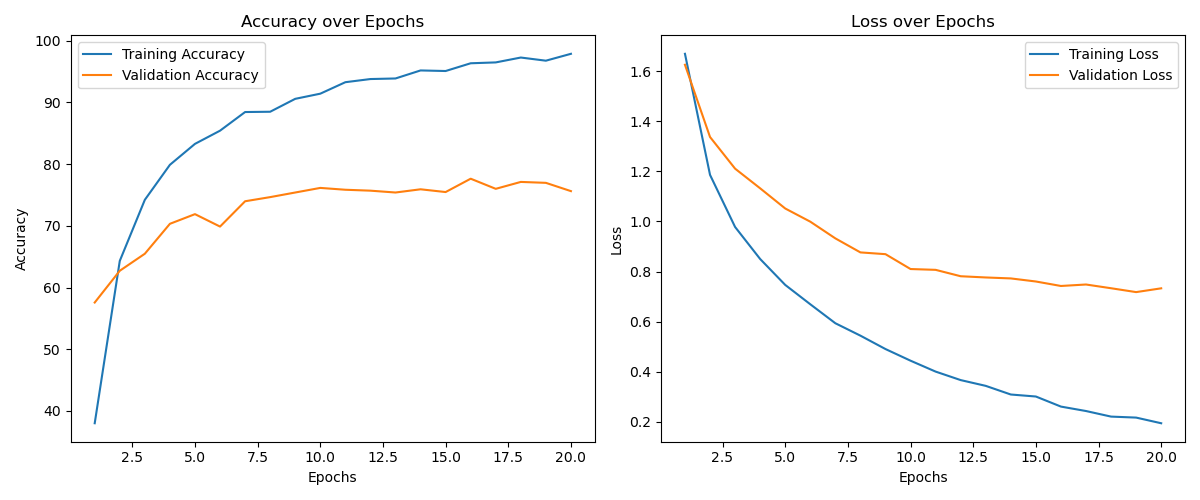 Accuracy over Epochs
Training Accuracy
Validation Accuracy
100
90
80
70
60
50
40
Accuracy
2.5 5.0 7.5 10.0 12.5 15.0 17.5 20.0
Epochs
Loss over Epochs
Training Loss
Validation Loss
1.6
1.4
1.2
1.0
0.8
0.6
0.4
0.2
Loss
2.5 5.0 7.5 10.0 12.5 15.0 17.5 20.0
Epochs